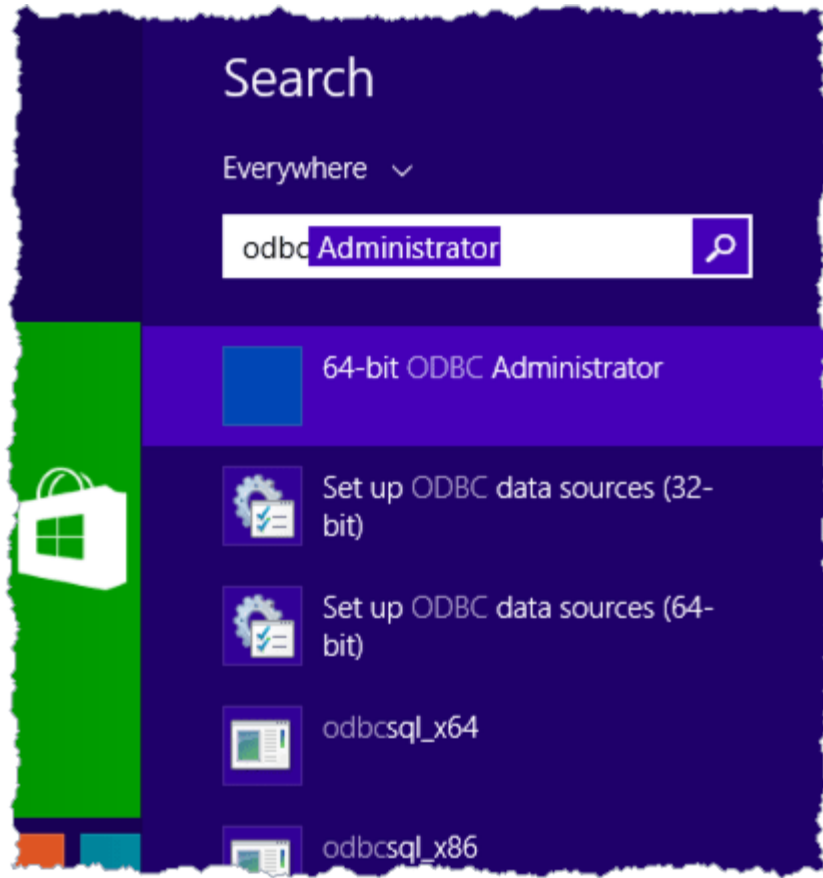 Search
Everywhere
odbc Administrator
64-bit ODBC Administrator
Set up ODBC data sources (32-
bit)
Set up ODBC data sources (64-
bit)
odbcsql_x64
odbcsql_x86